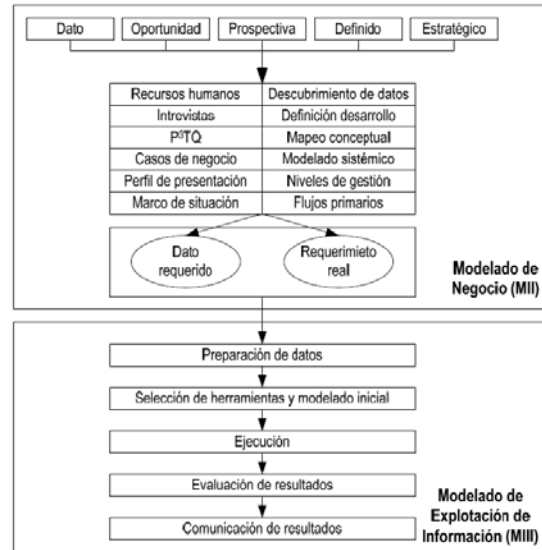 Dato Oportunidad Prospectiva Definido Estratégico
Recursos humanos Descubrimiento de datos
Intrevistas Definición desarrollo
P³TQ Mapeo conceptual
Casos de negocio Modelado sistémico
Perfil de presentación Niveles de gestión
Marco de situación Flujos primarios
Dato
requerido
Requerimieto
real
Modelado de
Negocio (MII)
Preparación de datos
Selección de herramientas y modelado inicial
Ejecución
Evaluación de resultados
Comunicación de resultados
Modelado de
Explotación de
Información (MIII)